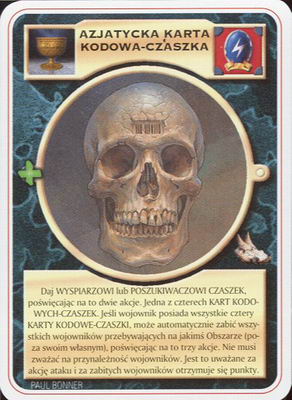 AZJATYCKA KARTA
KODOWA-CZASZKA
Daj WYSPIARZOWI lub POSZUKIWACZOWI CZASZEK,
poświęcając na to dwie akcje. Jedna z czterech KART KODO-
WYCH-CZASZEK. Jeśli wojownik posiada wszystkie cztery
KARTY KODOWE-CZASZKI, może automatycznie zabić wszy-
stkich wojowników przebywających na jakimś Obszarze (po-
za swoim własnym), poświęcając na to trzy akcje. Nie musi
zważać na przynależność wojowników. Jest to uważane za
akcję ataku i za zabitych wojowników otrzymuje się punkty.
PAUL BONNER